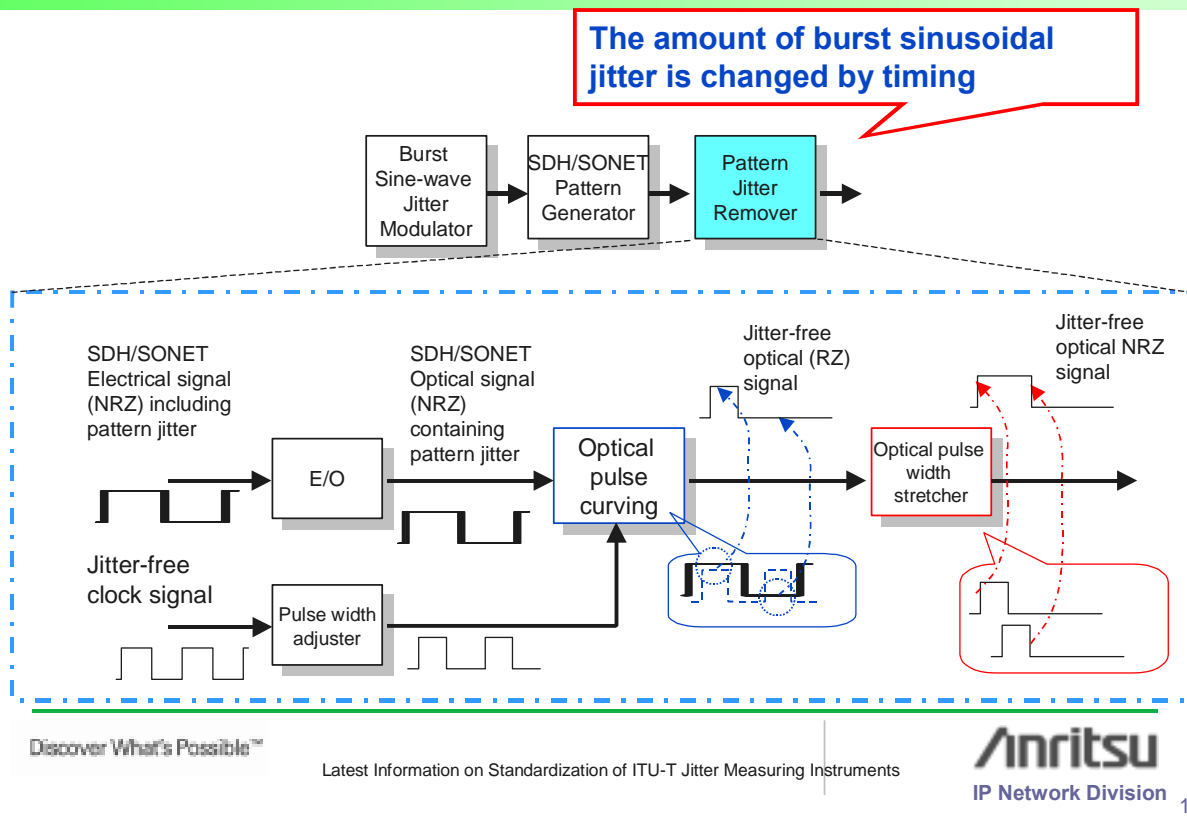 The amount of burst sinusoidal
jitter is changed by timing
Burst
Sine-wave
Jitter
Modulator
SDH/SONET
Pattern
Generator
Pattern
Jitter
Remover
SDH/SONET
Electrical signal
(NRZ) including
pattern jitter
SDH/SONET
Optical signal
(NRZ)
containing
pattern jitter
Jitter-free
optical (RZ)
signal
Jitter-free
optical NRZ
signal
E/O
Optical
pulse
curving
Optical pulse
width
stretcher
Jitter-free
clock signal
Pulse width
adjuster
Discover What's Possible™
Latest Information on Standardization of ITU-T Jitter Measuring Instruments
Anritsu
IP Network Division
1